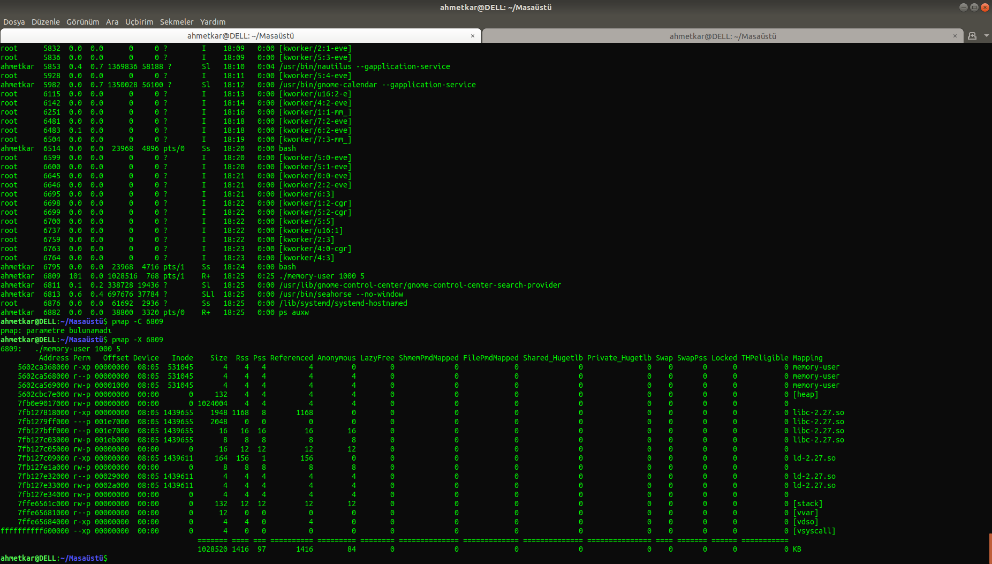 ahmetkar@DELL: ~/Masaüstü
Dosya Düzenle Görünüm Ara Uçbirim Sekmeler Yardım
ahmetkar@DELL: ~/Masaüstü × ahmetkar@DELL: ~/Masaüstü ×
root 5832 0.0 0.0 0 0 ? I 18:09 0:00 [kworker/2:1-eve]
root 5836 0.0 0.0 0 0 ? I 18:09 0:00 [kworker/5:3-eve]
ahmetkar 5853 0.4 0.7 1369836 58188 ? Sl 18:10 0:04 /usr/bin/nautilus --gapplication-service
root 5928 0.0 0.0 0 0 ? I 18:11 0:00 [kworker/5:4-eve]
ahmetkar 5982 0.0 0.7 1350028 56100 ? Sl 18:12 0:00 /usr/bin/gnome-calendar --gapplication-service
root 6115 0.0 0.0 0 0 ? I 18:13 0:00 [kworker/u16:2-e]
root 6142 0.0 0.0 0 0 ? I 18:14 0:00 [kworker/4:2-eve]
root 6251 0.0 0.0 0 0 ? I 18:16 0:00 [kworker/1:1-mm_]
root 6481 0.0 0.0 0 0 ? I 18:18 0:00 [kworker/7:2-eve]
root 6483 0.1 0.0 0 0 ? I 18:18 0:00 [kworker/6:2-eve]
root 6504 0.0 0.0 0 0 ? I 18:19 0:00 [kworker/7:3-mm_]
ahmetkar 6514 0.0 0.0 23968 4896 pts/0 Ss 18:20 0:00 bash
root 6599 0.0 0.0 0 0 ? I 18:20 0:00 [kworker/5:0-eve]
root 6600 0.0 0.0 0 0 ? I 18:20 0:00 [kworker/5:1-eve]
root 6645 0.0 0.0 0 0 ? I 18:21 0:00 [kworker/0:0-eve]
root 6646 0.0 0.0 0 0 ? I 18:21 0:00 [kworker/2:2-eve]
root 6695 0.0 0.0 0 0 ? I 18:21 0:00 [kworker/6:3]
root 6698 0.0 0.0 0 0 ? I 18:22 0:00 [kworker/1:2-cgr]
root 6699 0.0 0.0 0 0 ? I 18:22 0:00 [kworker/5:2-cgr]
root 6700 0.0 0.0 0 0 ? I 18:22 0:00 [kworker/5:5]
root 6737 0.0 0.0 0 0 ? I 18:22 0:00 [kworker/u16:1]
root 6759 0.0 0.0 0 0 ? I 18:22 0:00 [kworker/2:3]
root 6763 0.0 0.0 0 0 ? I 18:23 0:00 [kworker/4:0-cgr]
root 6764 0.0 0.0 0 0 ? I 18:23 0:00 [kworker/4:3]
ahmetkar 6795 0.0 0.0 23968 4716 pts/1 Ss 18:24 0:00 bash
ahmetkar 6809 101 0.0 1028516 768 pts/1 R+ 18:25 0:25 ./memory-user 1000 5
ahmetkar 6811 0.1 0.2 338728 19436 ? Sl 18:25 0:00 /usr/lib/gnome-control-center/gnome-control-center-search-provider
ahmetkar 6813 0.6 0.4 697676 37784 ? SLl 18:25 0:00 /usr/bin/seahorse --no-window
root 6876 0.0 0.0 61692 2936 ? Ss 18:25 0:00 /lib/systemd/systemd-hostnamed
ahmetkar 6882 0.0 0.0 38800 3320 pts/0 R+ 18:25 0:00 ps auxw
ahmetkar@DELL:~/Masaüstü$ pmap -C 6809
pmap: parametre bulunamadı
ahmetkar@DELL:~/Masaüstü$ pmap -X 6809
6809: ./memory-user 1000 5
Address Perm Offset Device Inode Size Rss Pss Referenced Anonymous LazyFree ShmemPmdMapped FilePmdMapped Shared_Hugetlb Private_Hugetlb Swap SwapPss Locked THPeligible Mapping
5602ca3d8000 r-xp 00000000 08:05 531045 4 4 4 4 0 0 0 0 0 0 0 0 0 0 memory-user
5602ca5d8000 r--p 00000000 08:05 531045 4 4 4 4 4 0 0 0 0 0 0 0 0 0 memory-user
5602ca5d9000 rw-p 00001000 08:05 531045 4 4 4 4 4 0 0 0 0 0 0 0 0 0 memory-user
5602cbc7e000 rw-p 00000000 00:00 0 132 4 4 4 4 0 0 0 0 0 0 0 0 0 [heap]
7fb0e9017000 rw-p 00000000 00:00 0 1024004 4 4 4 4 0 0 0 0 0 0 0 0 0
7fb127818000 r-xp 00000000 08:05 1439655 1948 1168 8 1168 0 0 0 0 0 0 0 0 0 0 libc-2.27.so
7fb1279ff000 ---p 001e7000 08:05 1439655 2048 0 0 0 0 0 0 0 0 0 0 0 0 0 libc-2.27.so
7fb127bff000 r--p 001e7000 08:05 1439655 16 16 16 16 16 0 0 0 0 0 0 0 0 0 libc-2.27.so
7fb127c03000 rw-p 001eb000 08:05 1439655 8 8 8 8 8 0 0 0 0 0 0 0 0 0 libc-2.27.so
7fb127c05000 rw-p 00000000 00:00 0 16 12 12 12 12 0 0 0 0 0 0 0 0 0
7fb127c09000 r-xp 00000000 08:05 1439611 164 156 1 156 0 0 0 0 0 0 0 0 0 0 ld-2.27.so
7fb127e1a000 rw-p 00000000 00:00 0 8 8 8 8 8 0 0 0 0 0 0 0 0 0
7fb127e32000 r--p 00029000 08:05 1439611 4 4 4 4 4 0 0 0 0 0 0 0 0 0 ld-2.27.so
7fb127e33000 rw-p 0002a000 08:05 1439611 4 4 4 4 4 0 0 0 0 0 0 0 0 0 ld-2.27.so
7fb127e34000 rw-p 00000000 00:00 0 4 4 4 4 4 0 0 0 0 0 0 0 0 0
7ffe6561c000 rw-p 00000000 00:00 0 132 12 12 12 12 0 0 0 0 0 0 0 0 0 [stack]
7ffe65681000 r--p 00000000 00:00 0 12 0 0 0 0 0 0 0 0 0 0 0 0 0 [vvar]
7ffe65684000 r-xp 00000000 00:00 0 4 4 0 4 0 0 0 0 0 0 0 0 0 0 [vdso]
ffffffffff600000 --xp 00000000 00:00 0 4 0 0 0 0 0 0 0 0 0 0 0 0 0 [vsyscall]
======= ==== === ========== ========= ======== ============== ============= ============== =============== ==== ======= ====== ===========
1028520 1416 97 1416 84 0 0 0 0 0 0 0 0 0 KB
ahmetkar@DELL:~/Masaüstü$